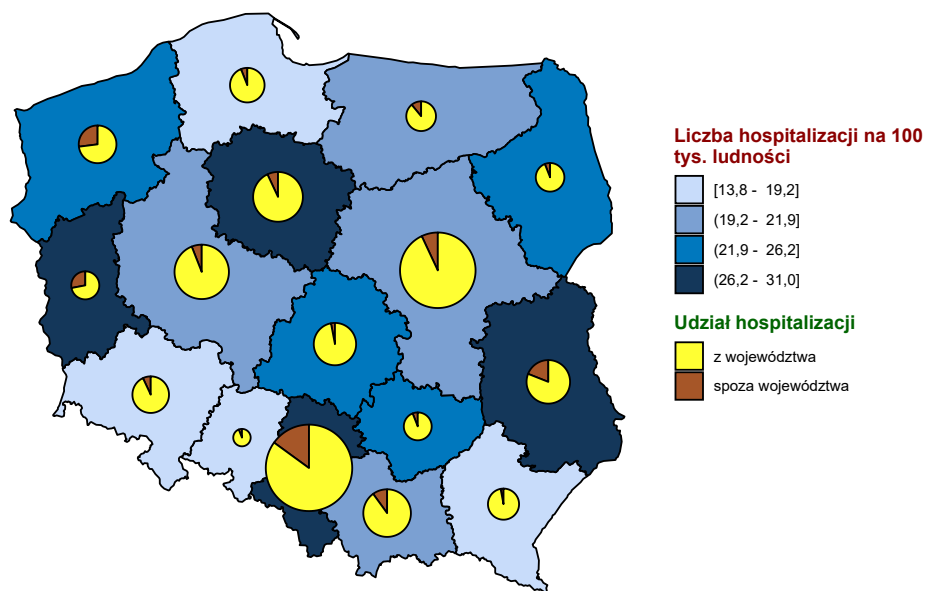 Liczba hospitalizacji na 100
tys. ludności
[13,8 - 19,2]
(19,2 - 21,9]
(21,9 - 26,2]
(26,2 - 31,0]
Udział hospitalizacji
z województwa
spoza województwa